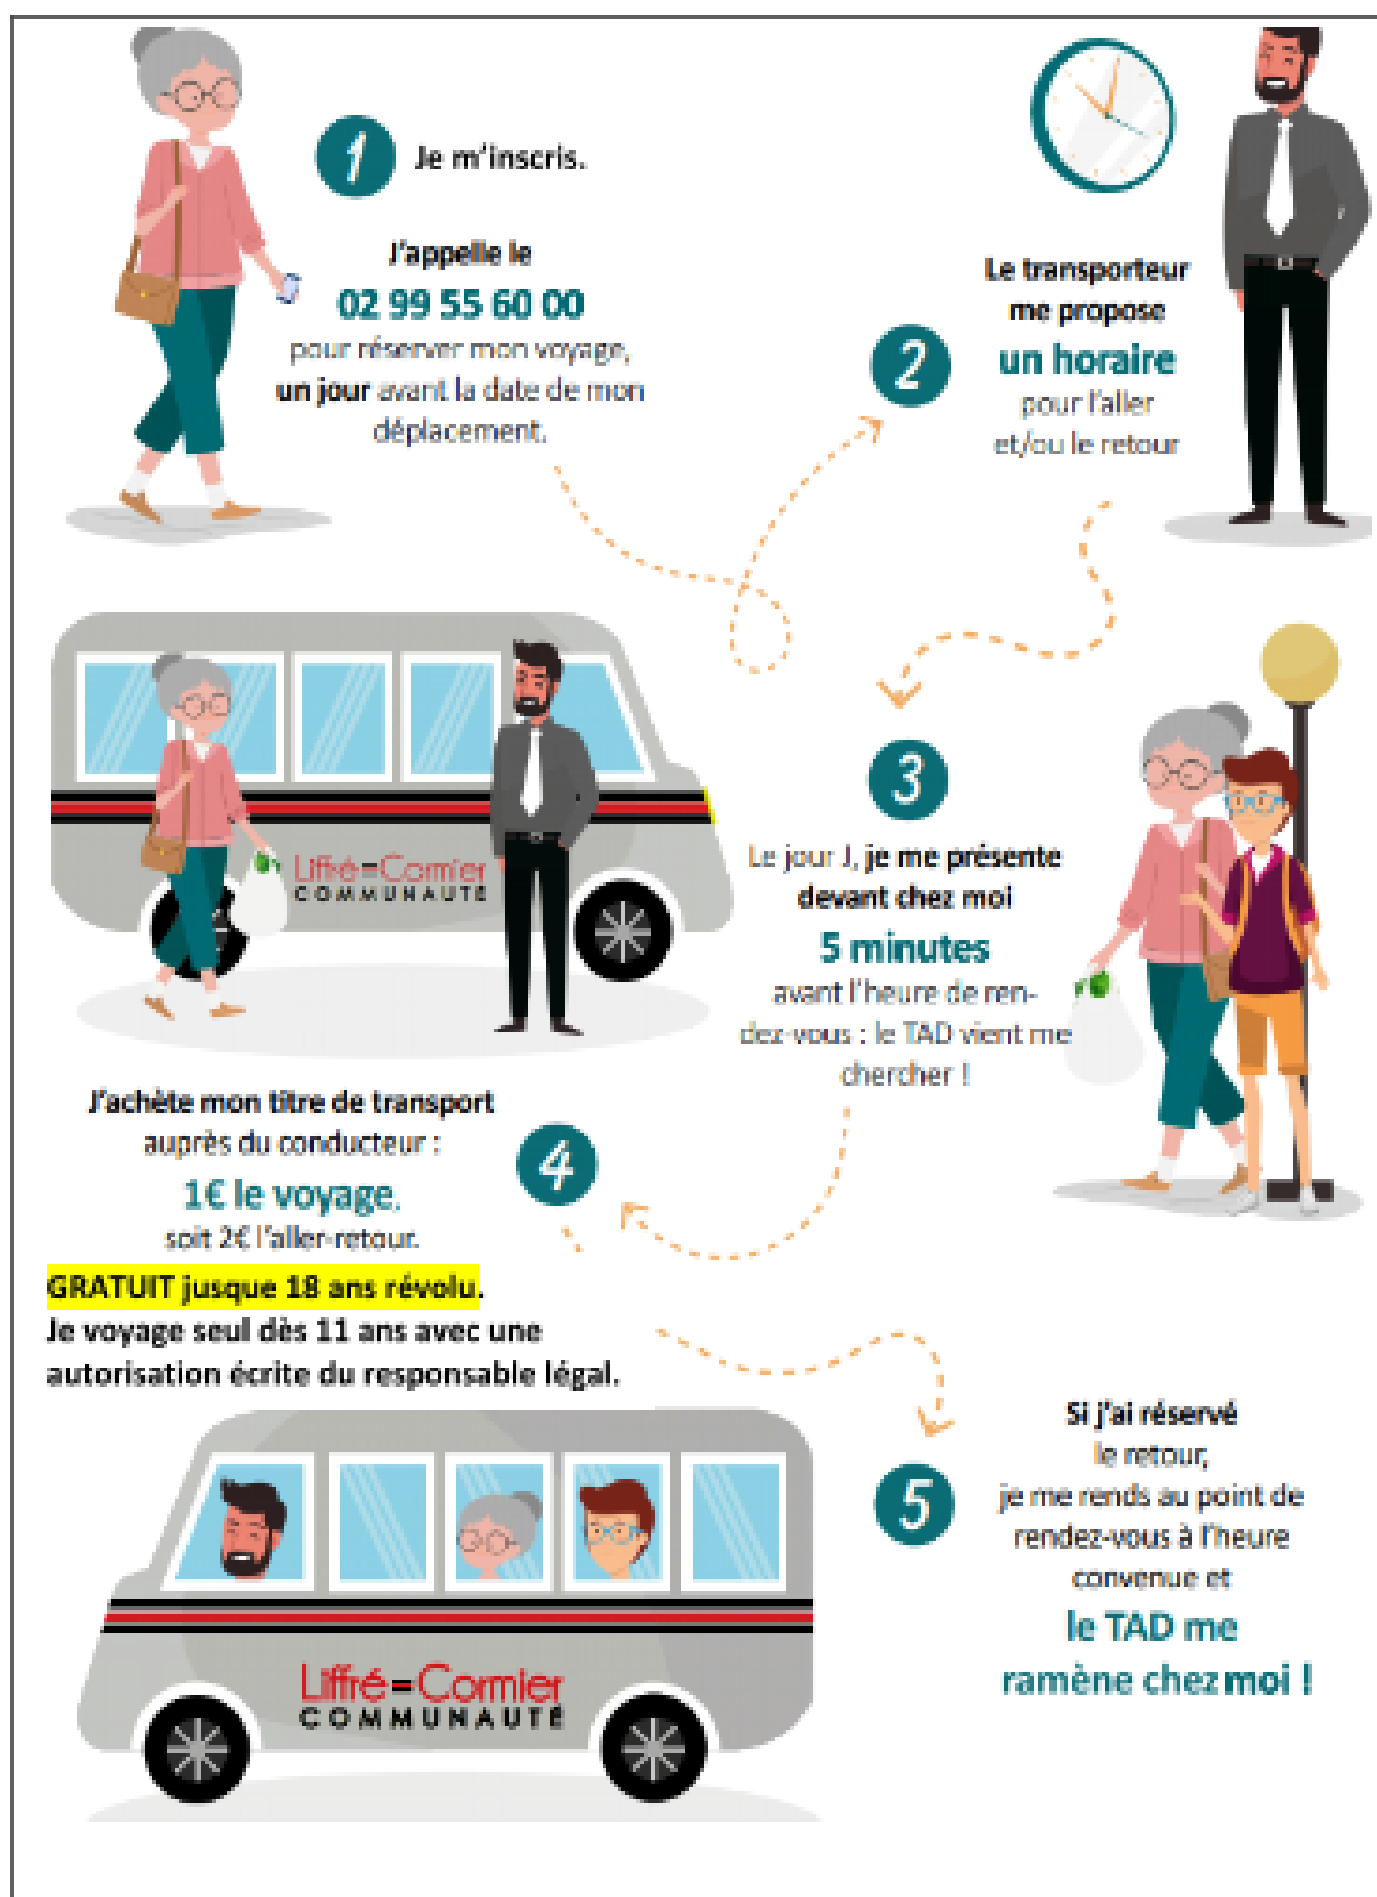 1
Je m'inscris.
J'appelle le
02 99 55 60 00
pour réserver mon voyage,
un jour avant la date de mon
déplacement.
2
Le transporteur
me propose
un horaire
pour l'aller
et/ou le retour
3
Le jour J, je me présente
devant chez moi
5 minutes
avant l'heure de ren-
dez-vous : le TAD vient me
chercher !
Liffré=Cormier
COMMUNAUTÉ
4
J'achète mon titre de transport
auprès du conducteur :
1€ le voyage,
soit 2€ l'aller-retour.
GRATUIT jusque 18 ans révolu.
Je voyage seul dès 11 ans avec une
autorisation écrite du responsable légal.
5
Si j'ai réservé
le retour,
je me rends au point de
rendez-vous à l'heure
convenue et
le TAD me
ramène chez moi !
Liffré=Cormier
COMMUNAUTÉ